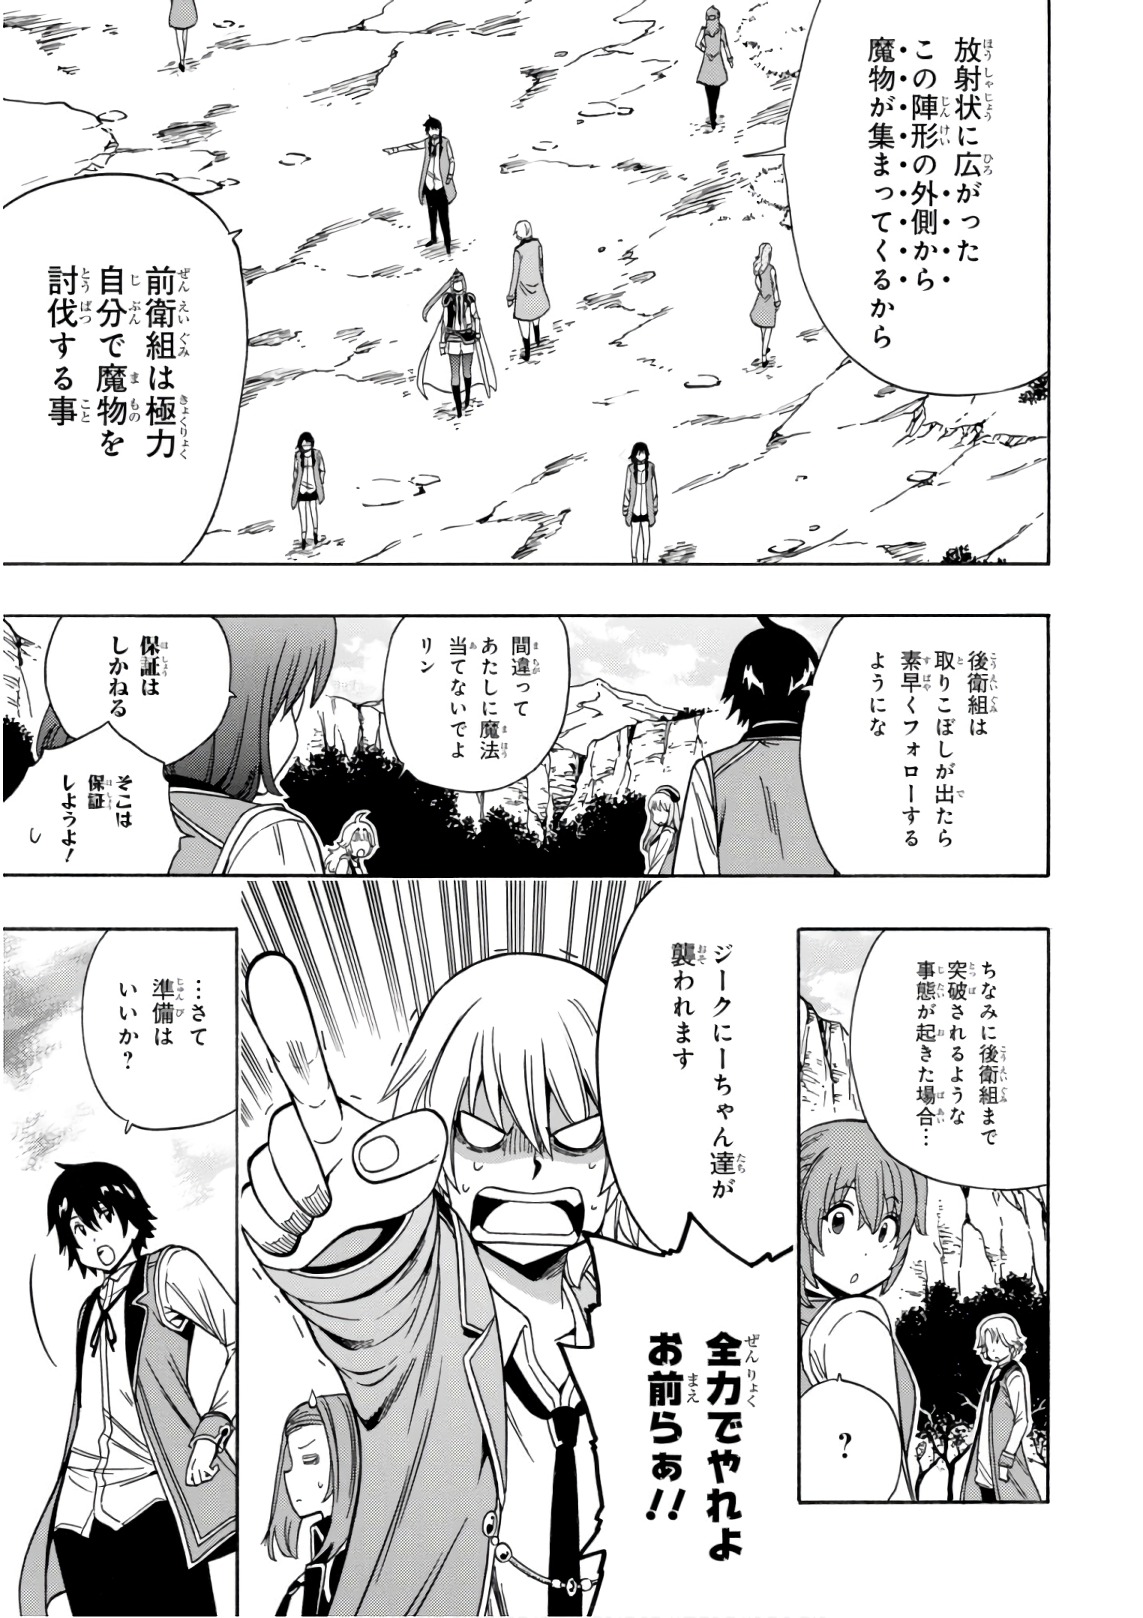 放射状に広がった
この陣形の外側から
魔物が集まってくるから
前衛組は極力
自分で魔物を
討伐する事
後衛組は
取りこぼしが出たら
素早くフォローする
ようにな
間違って
あたしに魔法
当てないでよ
リン
保証は
しかねる
そこは
保証
しようよ!
ちなみに後衛組まで
突破されるような
事態が起きた場合…
?
ジークにーちゃん達が
襲われます
全力でやれよ
お前らぁ!!
…さて
準備は
いいか?